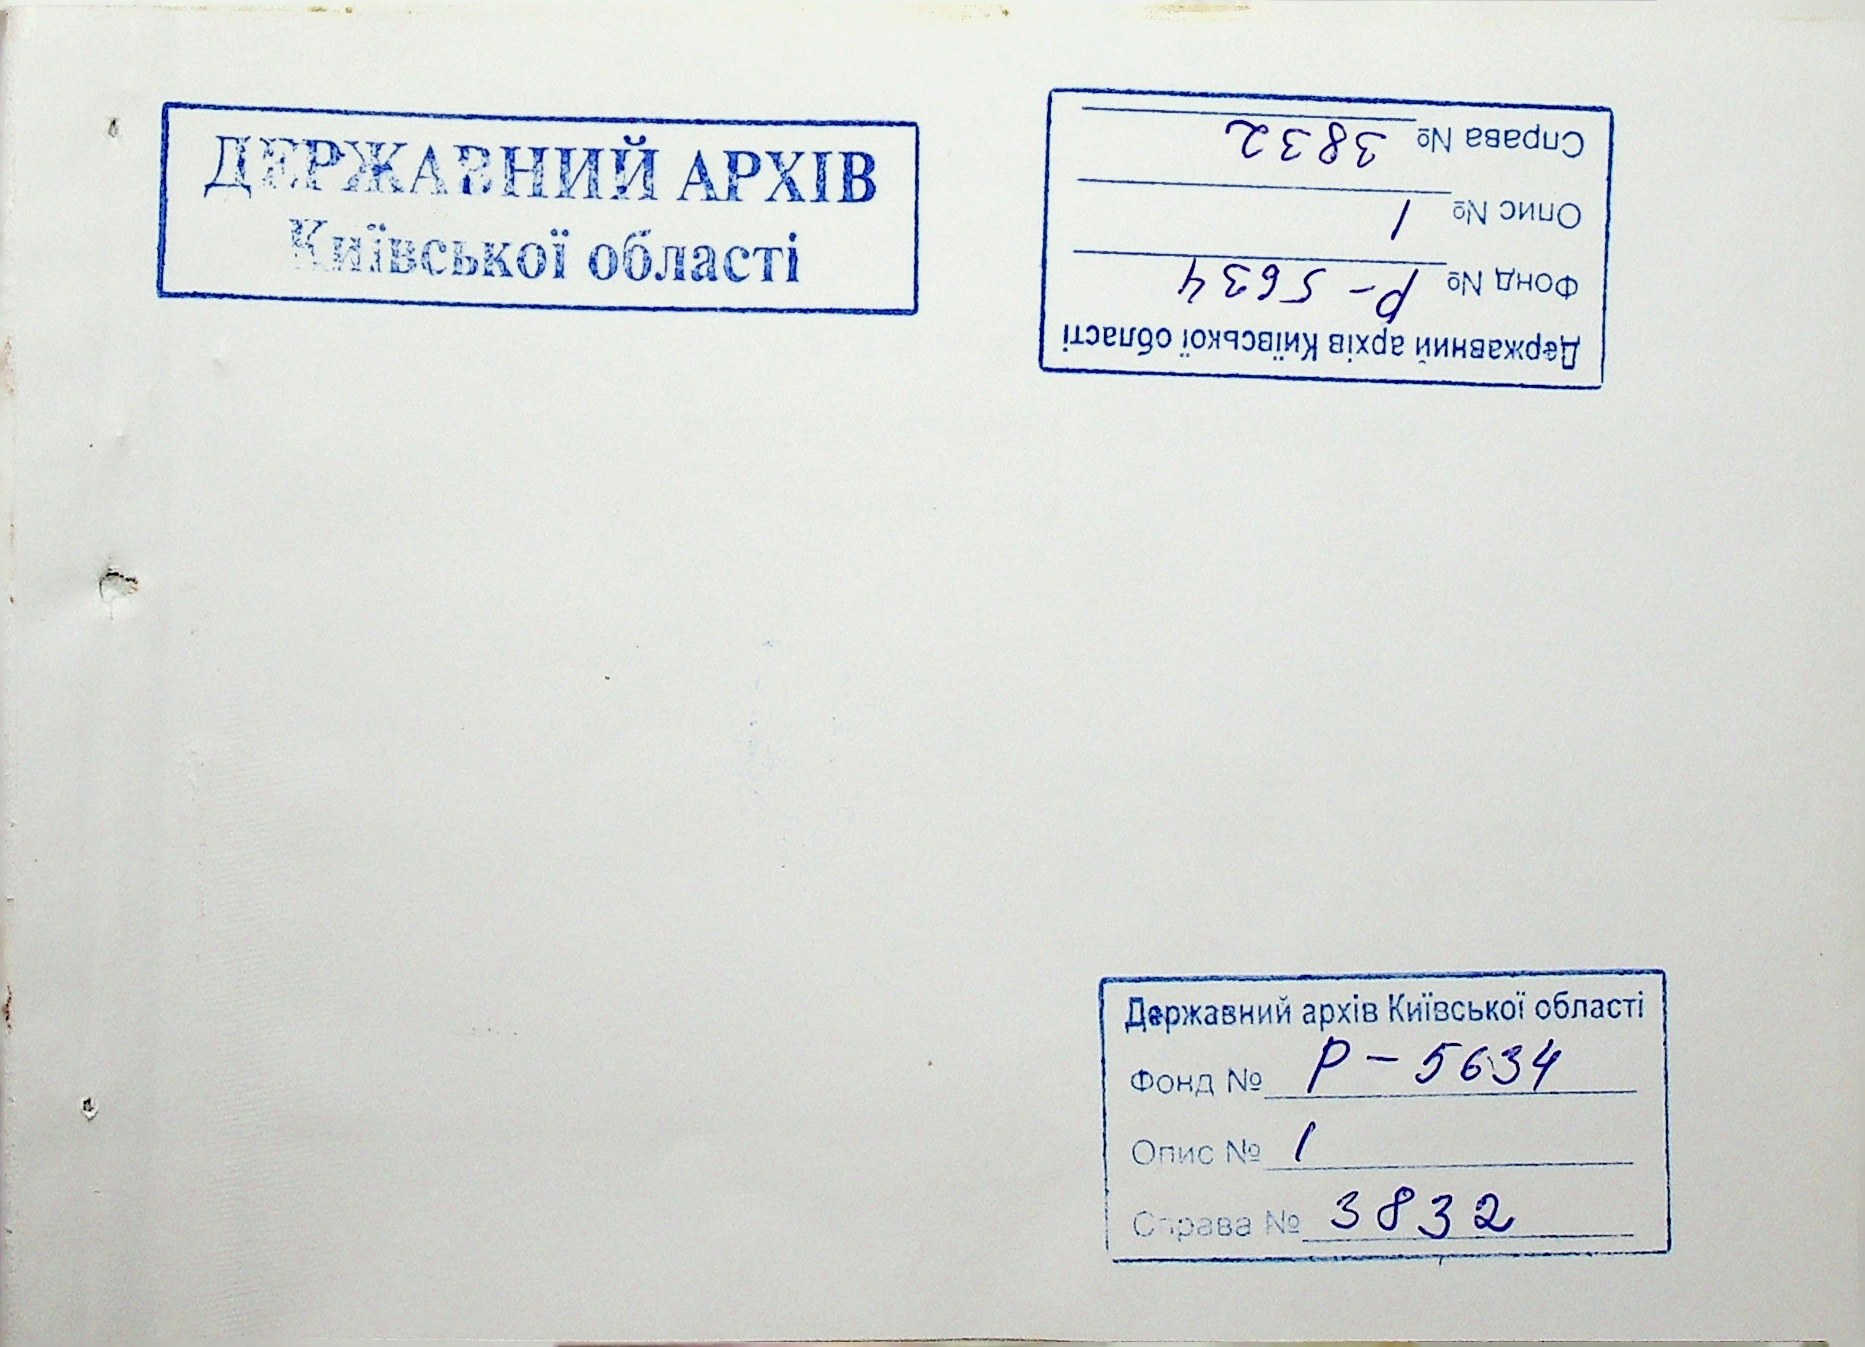 ДЕРЖАВНИЙ АРХІВ
Київської області
Державний архів Київської області
Фонд № Р-5634
Опис № 1
Справа № 3832
Державний архів Київської області
Фонд № Р-5634
Опис № 1
Справа № 3832